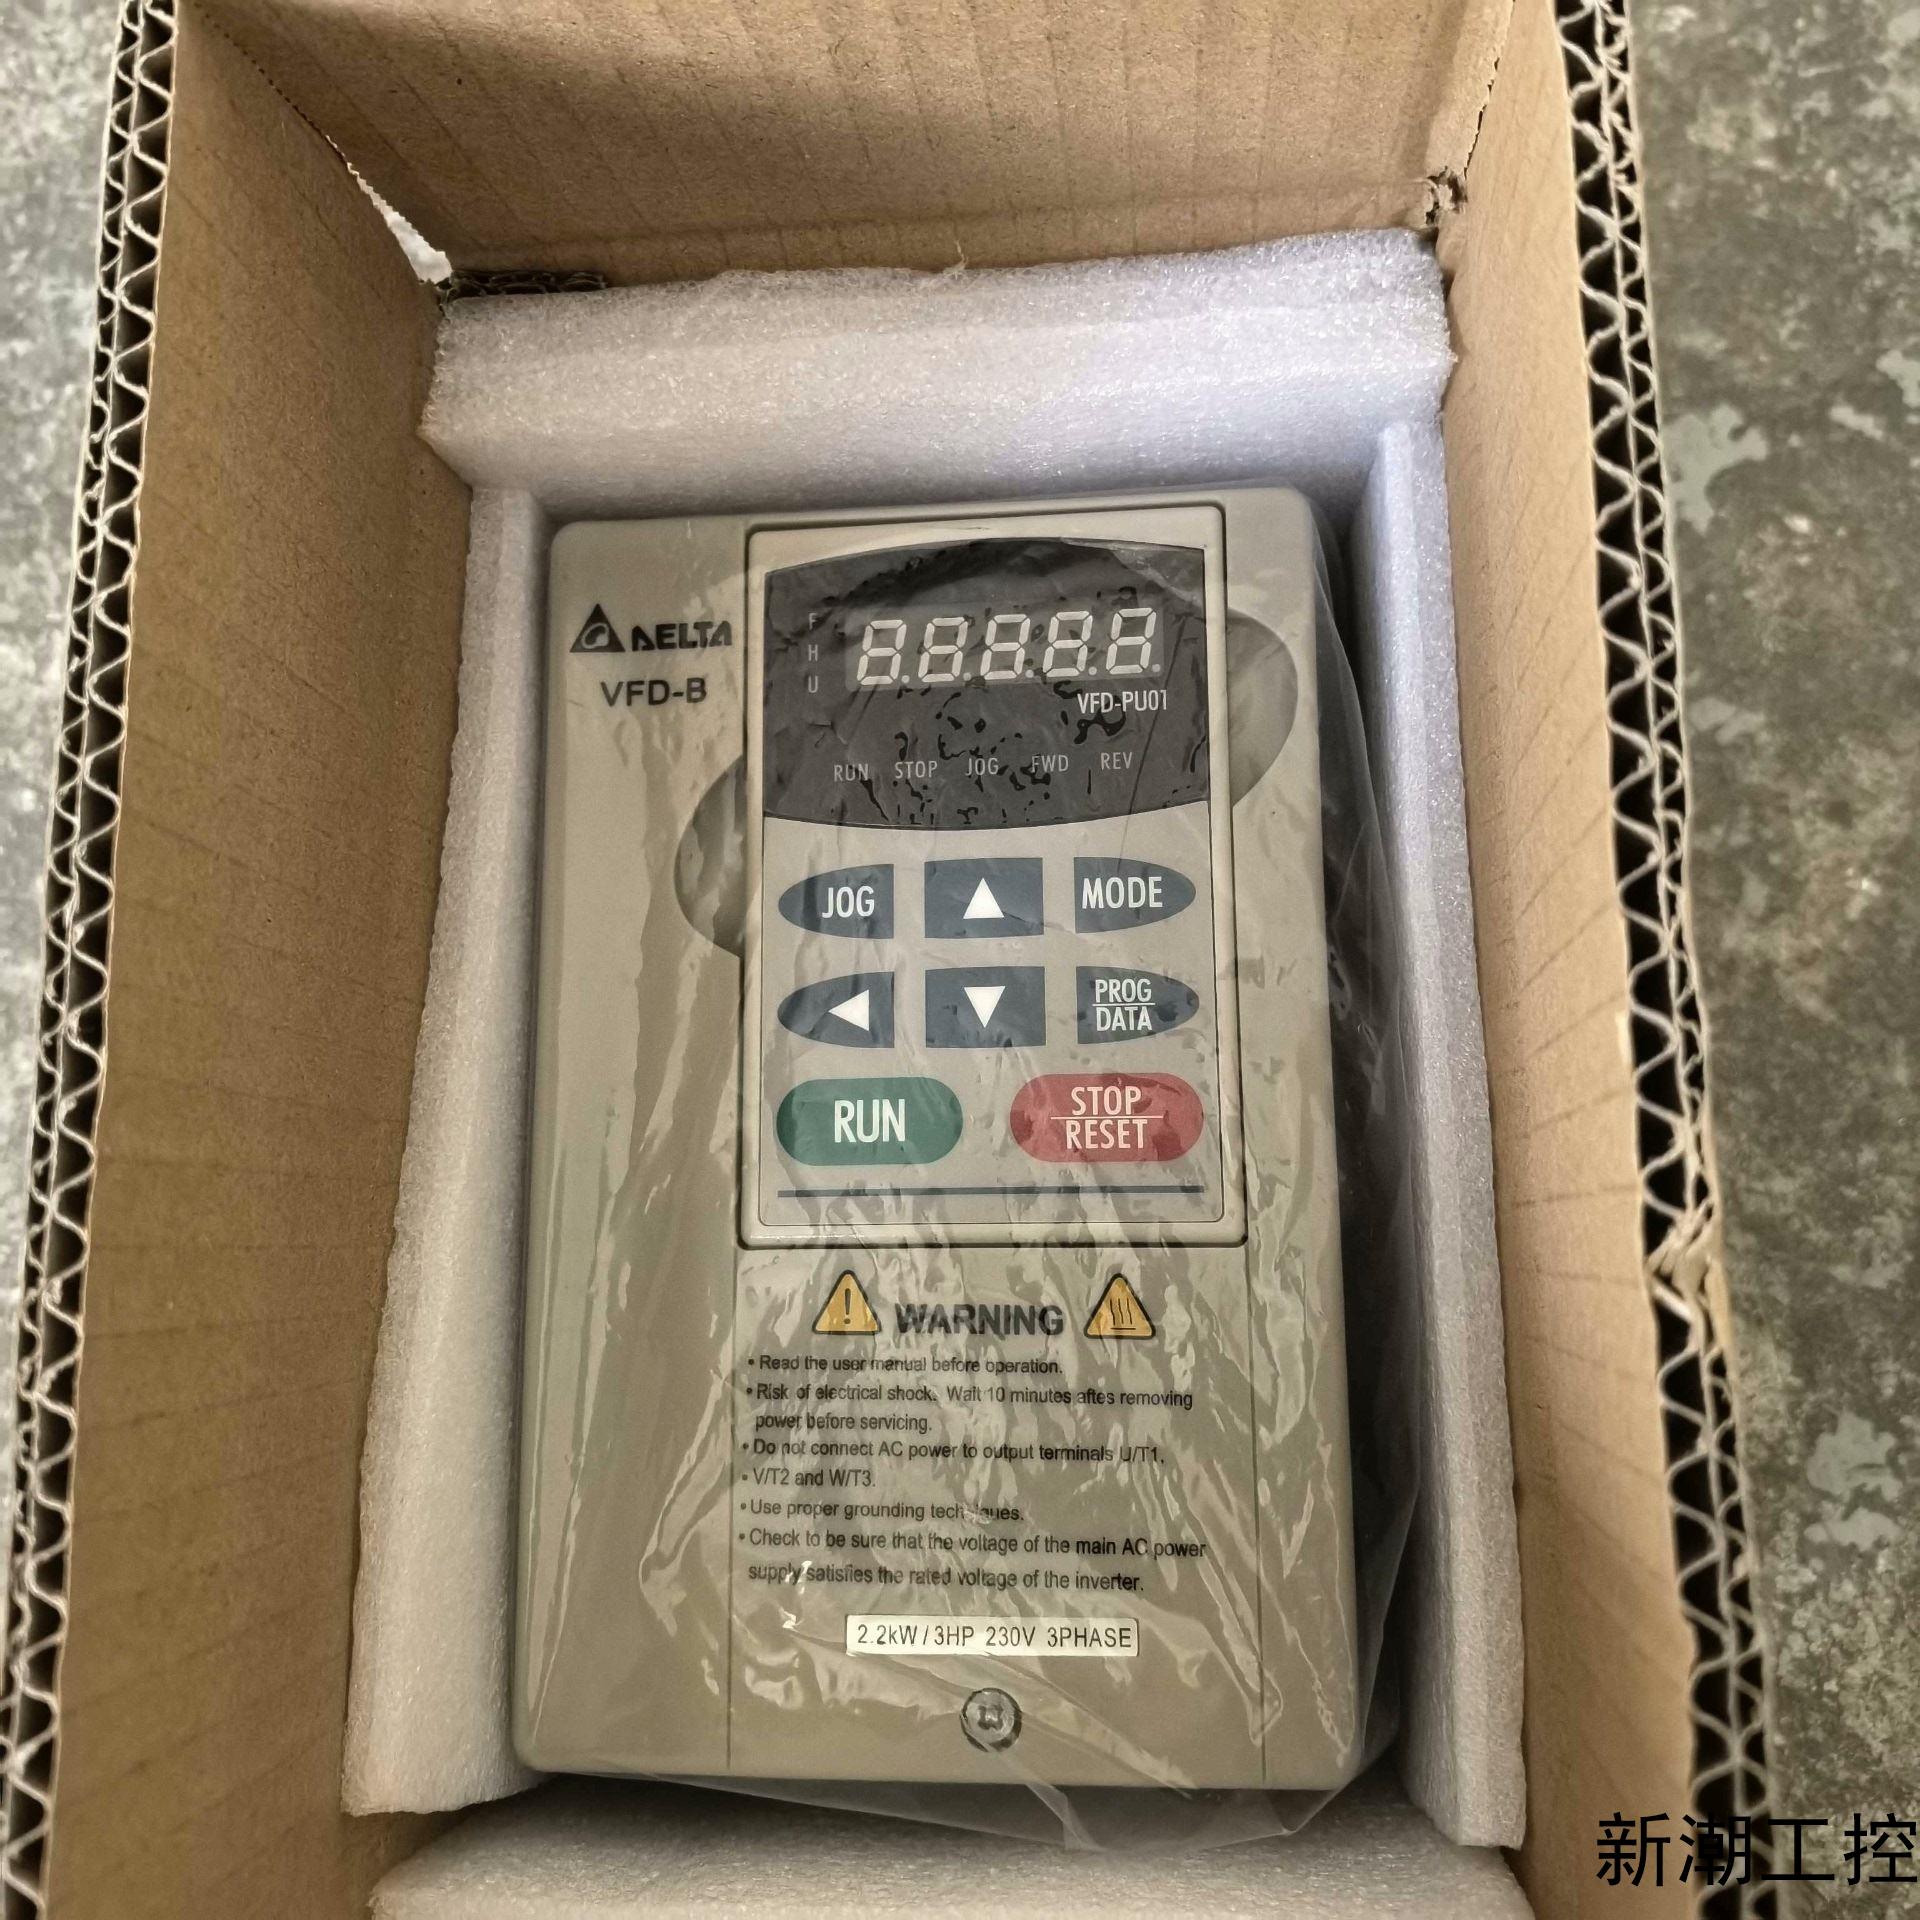 DELTA
VFD-B
F
H
U
8.8.8.8.8.
VFD-PU01
RUN STOP JOG FWD REV
JOG
MODE
PROG
DATA
RUN
STOP
RESET
WARNING
• Read the user manual before operation.
• Risk of electrical shock. Wait 10 minutes aftes removing
power before servicing.
• Do not connect AC power to output terminals U/T1,
• V/T2 and W/T3.
• Use proper grounding techniques.
• Check to be sure that the voltage of the main AC power
supply satisfies the rated voltage of the inverter.
2.2kW / 3HP 230V 3PHASE
新潮工控